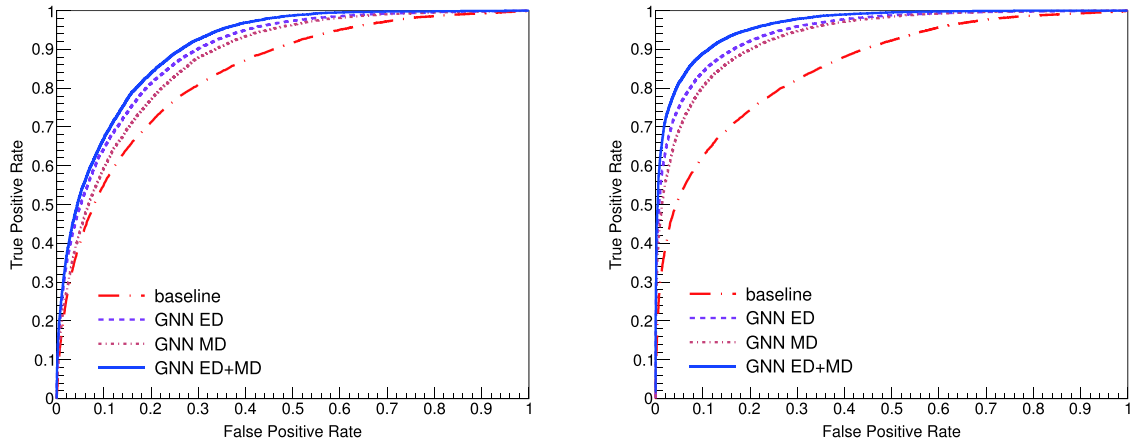 1
0.9
0.8
0.7
0.6
0.5
0.4
0.3
0.2
0.1
0
True Positive Rate
baseline
GNN ED
GNN MD
GNN ED+MD
0 0.1 0.2 0.3 0.4 0.5 0.6 0.7 0.8 0.9 1
False Positive Rate
1
0.9
0.8
0.7
0.6
0.5
0.4
0.3
0.2
0.1
0
True Positive Rate
baseline
GNN ED
GNN MD
GNN ED+MD
0 0.1 0.2 0.3 0.4 0.5 0.6 0.7 0.8 0.9 1
False Positive Rate